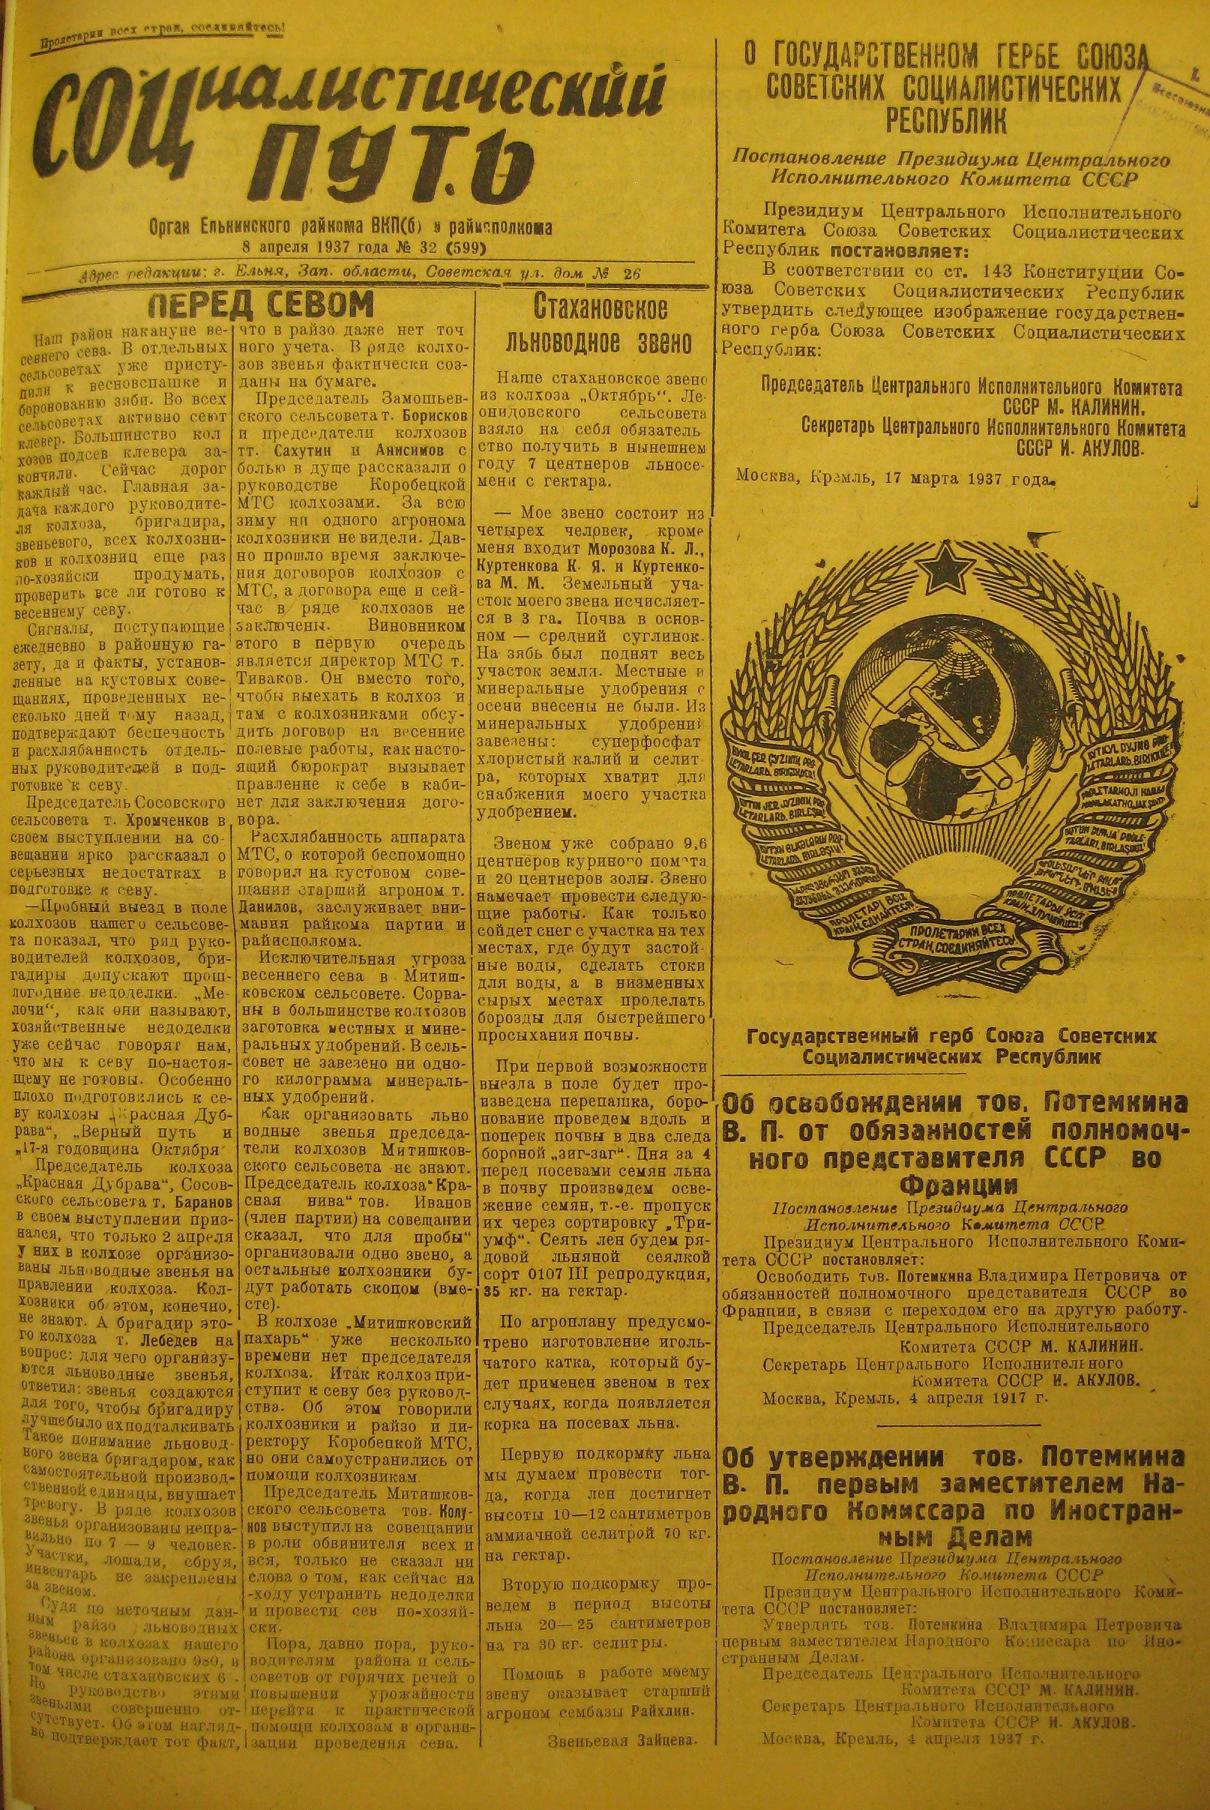 Пролетарии всех стран, соединяйтесь!
СОЦиалистический
ПУТЬ
Орган Ельнинского райкома ВКП(б) и райисполкома
8 апреля 1937 года № 32 (599)
Адрес редакции: г. Ельня, Зап. области, Советская ул. дом № 26
ПЕРЕД СЕВОМ
Наш район накануне ве-
сеннего сева. В отдельных
сельсоветах уже присту-
пили к весновспашке и
боронованию зяби. Во всех
сельсоветах активно сеют
клевер. Большинство кол
хозов подсев клевера за-
кончили. Сейчас дорог
каждый час. Главная за-
дача каждого руководите-
ля колхоза, бригадира,
звеньевого, всех колхозни-
ков и колхозниц еще раз
по-хозяйски продумать,
проверить все ли готово к
весеннему севу.
Сигналы, поступающие
ежедневно в районную га-
зету, да и факты, установ-
ленные на кустовых сове-
щаниях, проведенных не-
сколько дней тому назад,
подтверждают беспечность
и расхлябанность отдель-
ных руководителей в под-
готовке к севу.
Председатель Сосовского
сельсовета т. Хромченков в
своем выступлении на со-
вещании ярко рассказал о
серьезных недостатках в
подготовке к севу.
—Пробный выезд в поле
колхозов нашего сельсове-
та показал, что ряд руко-
водителей колхозов, бри-
гадиры допускают прош-
логодние недоделки. „Ме-
лочи“, как они называют,
хозяйственные недоделки
уже сейчас говорят нам,
что мы к севу по-настоя-
щему не готовы. Особенно
плохо подготовились к се-
ву колхозы „Красная Дуб-
рава“, „Верный путь и
„17-я годовщина Октября“
Председатель колхоза
„Красная Дубрава“, Сосов-
ского сельсовета т. Баранов
в своем выступлении приз-
нался, что только 2 апреля
у них в колхозе организо-
ваны льноводные звенья на
правлении колхоза. Кол-
хозники об этом, конечно,
не знают. А бригадир это-
го колхоза т. Лебедев на
вопрос: для чего организу-
ются льноводные звенья,
ответил: звенья создаются
для того, чтобы бригадиру
лучше было их подталкивать
Такое понимание льновод-
ного звена бригадиром, как
самостоятельной производ-
ственной единицы, внушает
тревогу. В ряде колхозов
звенья организованы непра-
вильно по 7 — 9 человек.
Участки, лошади, сбруя,
инвентарь не закреплены
за звеном.
Судя по неточным дан-
ным райзо льноводных
звеньев в колхозах нашего
района организовано 980, в
том числе стахановских
Но руководство этими
звеньями совершенно от-
сутствует. Об этом нагляд-
но подтверждает тот факт,
что в райзо даже нет точ
ного учета. В ряде колхо-
зов звенья фактически соз-
даны на бумаге.
Председатель Замошьев-
ского сельсовета т. Борисков
и председатели колхозов
тт. Сахутин и Анисимов с
болью в душе рассказали о
руководстве Коробецкой
МТС колхозами. За всю
зиму ни одного агронома
колхозники не видели. Дав-
но прошло время заключе-
ния договоров колхозов с
МТС, а договора еще и сей-
час в ряде колхозов не
заключены. Виновником
этого в первую очередь
является директор МТС т.
Тиваков. Он вместо того,
чтобы выехать в колхоз и
там с колхозниками обсу-
дить договор на весенние
полевые работы, как насто-
ящий бюрократ вызывает
правление к себе в каби-
нет для заключения дого-
вора.
Расхлябанность аппарата
МТС, о которой беспомощно
говорил на кустовом сове-
щании старший агроном т.
Данилов, заслуживает вни-
мания райкома партии и
райисполкома.
Исключительная угроза
весеннего сева в Митиш-
ковском сельсовете. Сорва-
ны в большинстве колхозов
заготовка местных и мине-
ральных удобрений. В сель-
совет не завезено ни одно-
го килограмма минераль-
ных удобрений.
Как организовать льно
водные звенья председа-
тели колхозов Митишков-
ского сельсовета не знают.
Председатель колхоза "Кра-
сная нива" тов. Иванов
(член партии) на совещании
сказал, что для пробы“
организовали одно звено, а
остальные колхозники бу-
дут работать скопом (вме-
сте).
В колхозе „Митишковский
пахарь“ уже несколько
времени нет председателя
колхоза. Итак колхоз при-
ступит к севу без руковод-
ства. Об этом говорили
колхозники и райзо и ди-
ректору Коробецкой МТС,
но они самоустранились от
помощи колхозникам.
Председатель Митишков-
ского сельсовета тов. Колу-
нов выступил на совещании
в роли обвинителя всех и
вся, только не сказал ни
слова о том, как сейчас на
-ходу устранить недоделки
и провести сев по-хозяй-
ски.
Пора, давно пора, руко-
водителям района и сель-
советов от горячих речей о
повышении урожайности
перейти к практической
помощи колхозам в органи-
зации проведения сева.
Стахановское
льноводное звено
Наше стахановское звено
из колхоза „Октябрь“. Ле-
онидовского сельсовета
взяло на себя обязатель
ство получить в нынешнем
году 7 центнеров льносе-
мени с гектара.
— Мое звено состоит из
четырех человек, кроме
меня входит Морозова К. Л.,
Куртенкова К. Я. и Куртенко-
ва М. М. Земельный уча-
сток моего звена исчисляет-
ся в 3 га. Почва в основ-
ном — средний суглинок.
На зябь был поднят весь
участок земли. Местные и
минеральные удобрения с
осени внесены не были. Из
минеральных удобрений
завезены: суперфосфат
хлористый калий и селит-
ра, которых хватит для
снабжения моего участка
удобрением.
Звеном уже собрано 9,6
центнеров куриного помета
и 20 центнеров золы. Звено
намечает провести следую-
щие работы. Как только
сойдет снег с участка на тех
местах, где будут застой-
ные воды, сделать стоки
для воды, а в низменных
сырых местах проделать
борозды для быстрейшего
просыхания почвы.
При первой возможности
выезда в поле будет про-
изведена перепашка, боро-
нование проведем вдоль и
поперек почвы в два следа
бороной „зиг-заг“. Дня за 4
перед посевами семян льна
в почву произведем осве-
жение семян, т.-е. пропуск
их через сортировку „Три-
умф“. Сеять лен будем ря-
довой льняной сеялкой
сорт 0107 III репродукция,
35 кг. на гектар.
По агроплану предусмо-
трено изготовление иголь-
чатого катка, который бу-
дет применен звеном в тех
случаях, когда появляется
корка на посевах льна.
Первую подкормку льна
мы думаем провести тог-
да, когда лен достигнет
высоты 10—12 сантиметров
аммиачной селитрой 70 кг.
на гектар.
Вторую подкормку про-
ведем в период высоты
льна 20—25 сантиметров
на га 30 кг. селитры.
Помощь в работе моему
звену оказывает старший
агроном сембазы Райхлин.
Звеньевая Зайцева.
О ГОСУДАРСТВЕННОМ ГЕРБЕ СОЮЗА
СОВЕТСКИХ СОЦИАЛИСТИЧЕСКИХ
РЕСПУБЛИК
Постановление Президиума Центрального
Исполнительного Комитета СССР
Президиум Центрального Исполнительного
Комитета Союза Советских Социалистических
Республик постановляет:
В соответствии со ст. 143 Конституции Со-
юза Советских Социалистических Республик
утвердить следующее изображение государствен-
ного герба Союза Советских Социалистических
Республик:
Председатель Центрального Исполнительного Комитета
СССР М. КАЛИНИН.
Секретарь Центрального Исполнительного Комитета
СССР И. АКУЛОВ.
Москва, Кремль, 17 марта 1937 года.
ПРОЛЕТАРИИ ВСЕХ
СТРАН, СОЕДИНЯЙТЕСЬ!
Государственный герб Союза Советских
Социалистических Республик
Об освобождении тов. Потемкина
В. П. от обязанностей полномоч-
ного представителя СССР во
Франции
Постановление Президиума Центрального
Исполнительного Комитета СССР
Президиум Центрального Исполнительного Коми-
тета СССР постановляет:
Освободить тов. Потемкина Владимира Петровича от
обязанностей полномочного представителя СССР во
Франции, в связи с переходом его на другую работу.
Председатель Центрального Исполнительного
Комитета СССР М. КАЛИНИН.
Секретарь Центрального Исполнительного
Комитета СССР И. АКУЛОВ.
Москва, Кремль, 4 апреля 1917 г.
Об утверждении тов. Потемкина
В. П. первым заместителем На-
родного Комиссара по Иностран-
ным Делам
Постановление Президиума Центрального
Исполнительного Комитета СССР
Президиум Центрального Исполнительного Коми-
тета СССР постановляет:
Утвердить тов. Потемкина Владимира Петровича
первым заместителем Народного Комиссара по Ино-
странным Делам.
Председатель Центрального Исполнительного
Комитета СССР М. КАЛИНИН.
Секретарь Центрального Исполнительного
Комитета СССР И. АКУЛОВ.
Москва, Кремль, 4 апреля 1937 г.